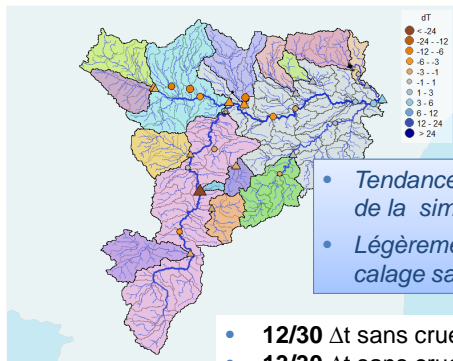 dT
< -24
-24 - -12
-12 - -6
-6 - -3
-3 - -1
-1 - 1
1 - 3
3 - 6
6 - 12
12 - 24
> 24
• Tendance
de la sim
• Légèreme
calage sa
• 12/30 Δt sans crue